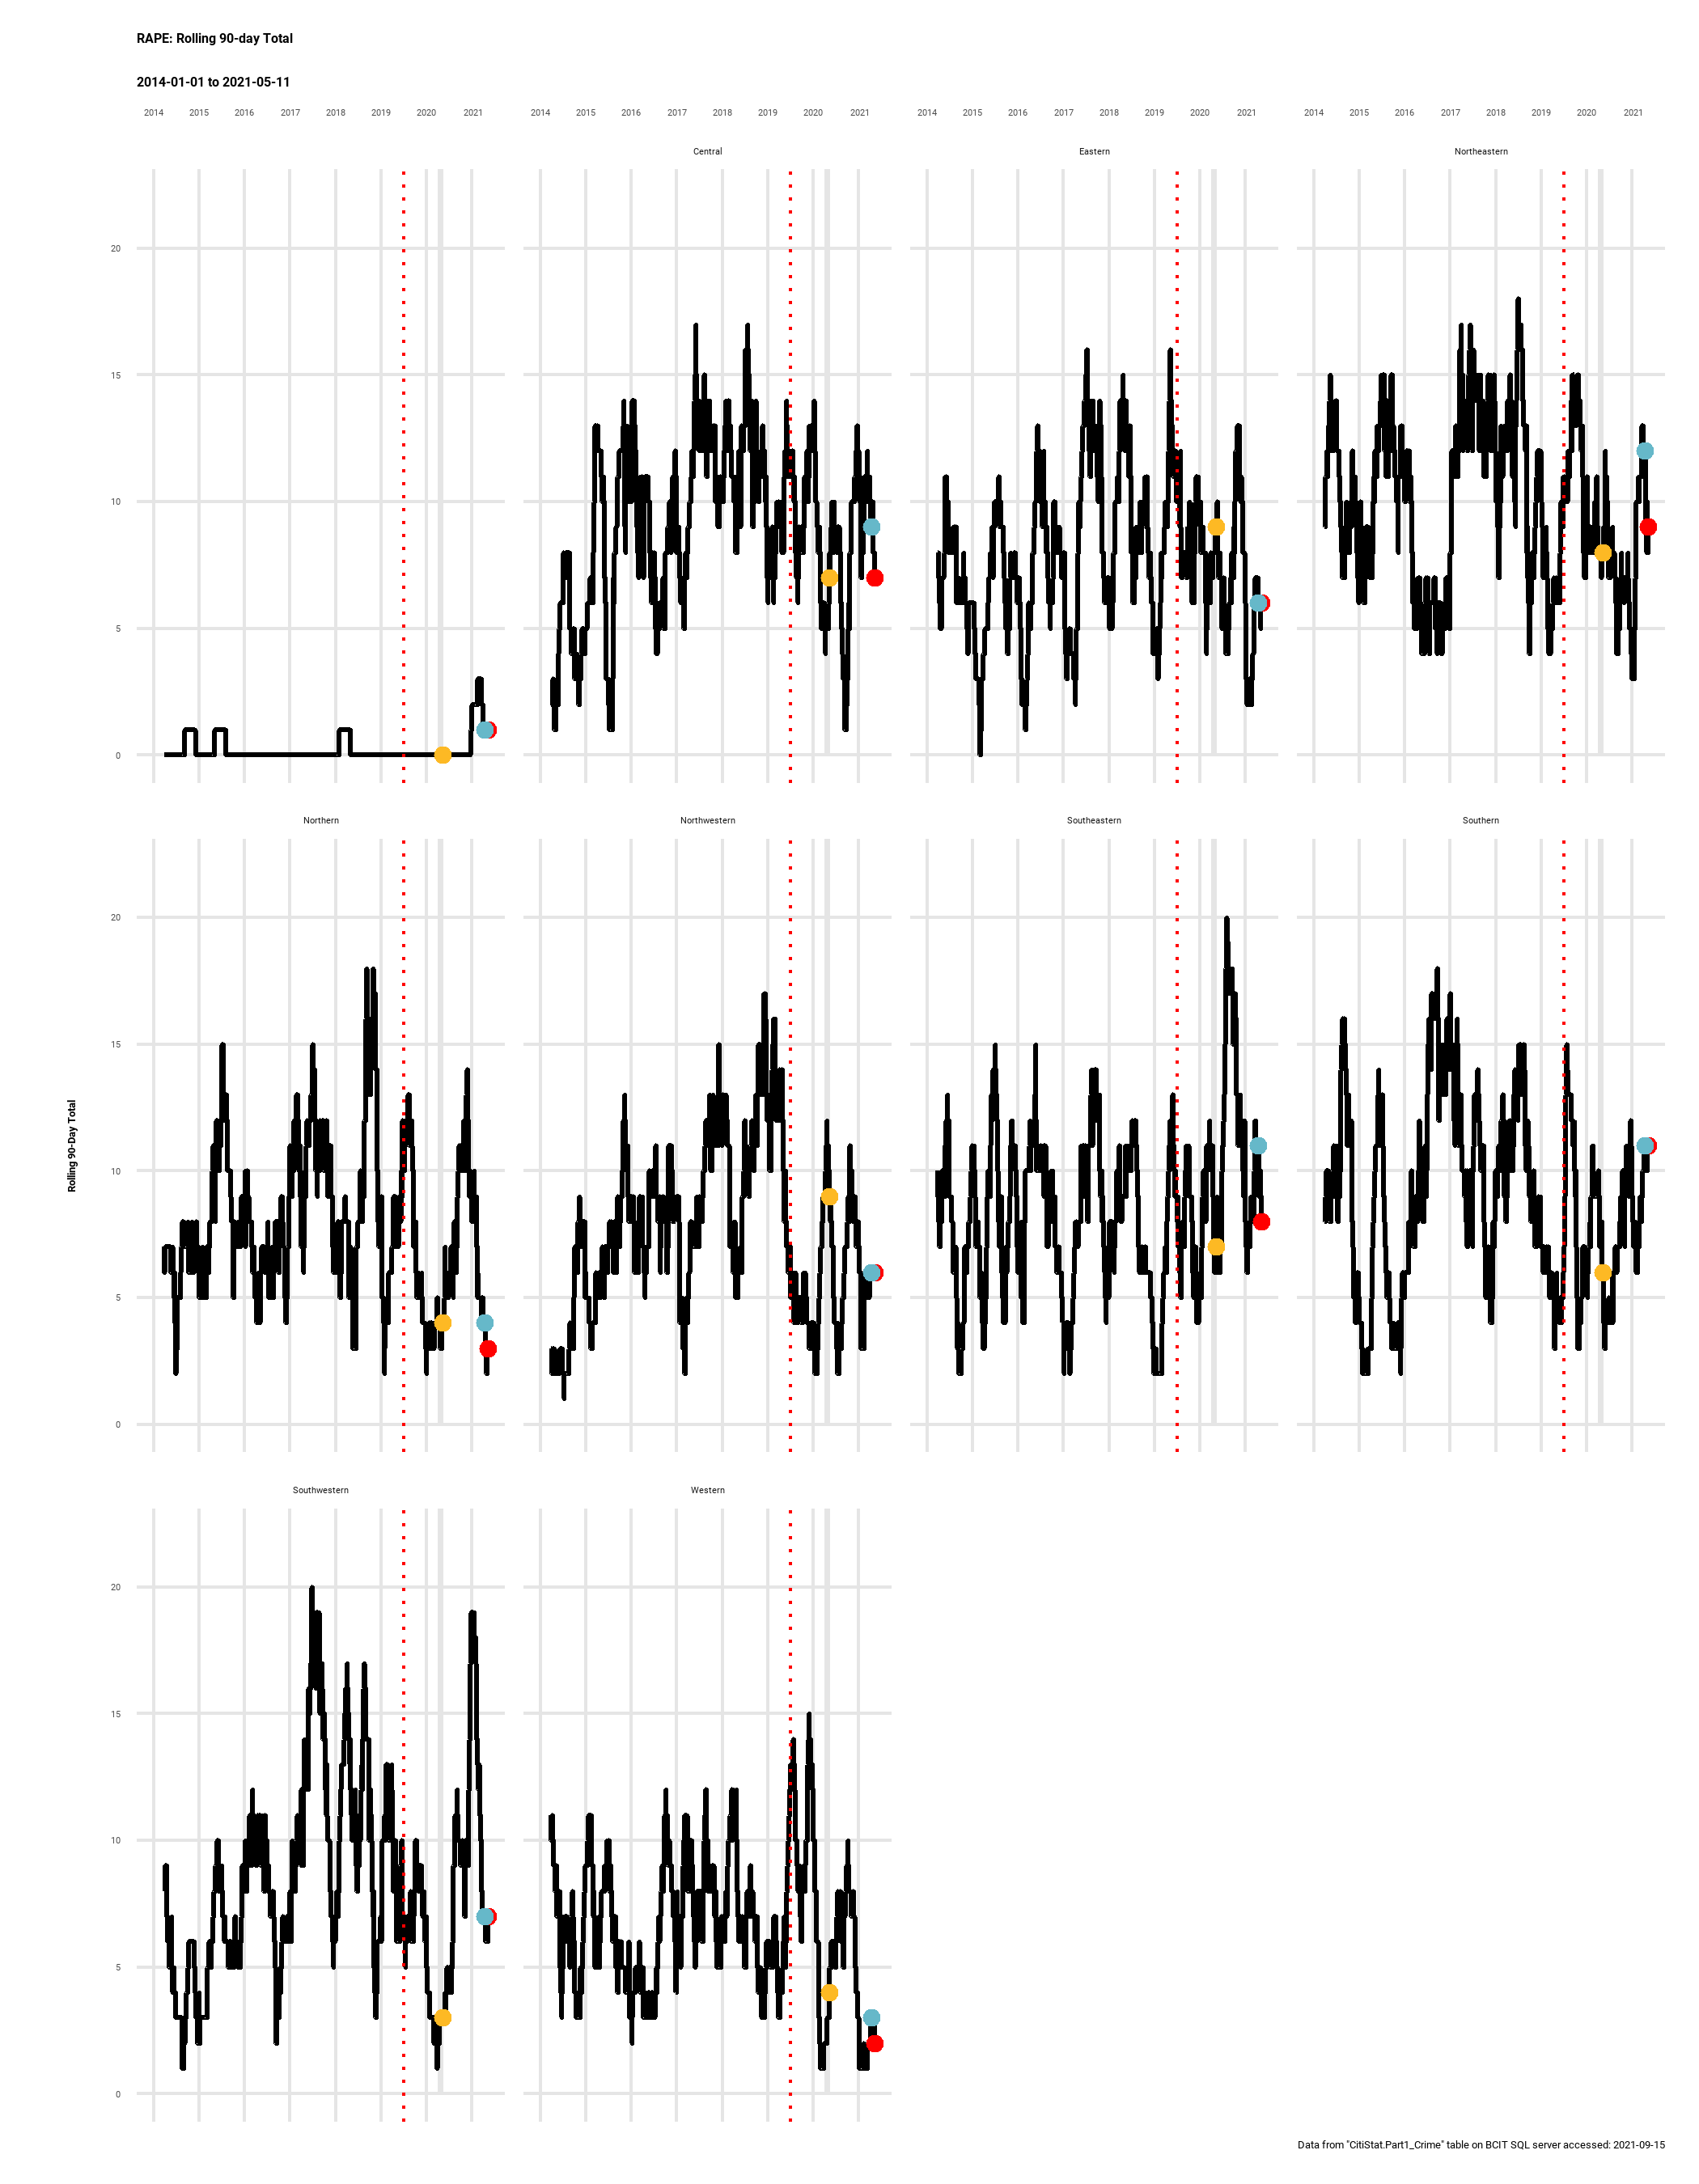 RAPE: Rolling 90-day Total
2014-01-01 to 2021-05-11
2014 2015 2016 2017 2018 2019 2020 2021 2014 2015 2016 2017 2018 2019 2020 2021 2014 2015 2016 2017 2018 2019 2020 2021 2014 2015 2016 2017 2018 2019 2020 2021
Central Eastern Northeastern
20
15
10
5
0
Northern Northwestern Southeastern Southern
20
15
Rolling 90-Day Total
10
5
0
Southwestern Western
20
15
10
5
0
Data from "CitiStat.Part1_Crime" table on BCIT SQL server accessed: 2021-09-15